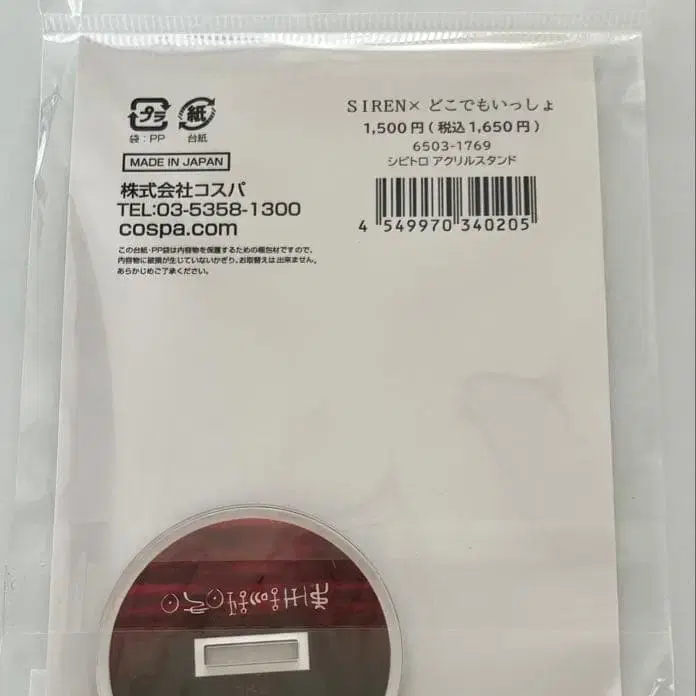 プラ
紙
袋：PP
台紙
MADE IN JAPAN
株式会社コスパ
TEL:03-5358-1300
cospa.com
この台紙・PP袋は内容物を保護するための梱包材ですので、
内容物に破損が生じていないかぎり、お取替えは出来ません。
あらかじめご了承ください。
SIREN× どこでもいっしょ
1,500円(税込1,650円)
6503-1769
シビトロ アクリルスタンド
4 549970 340205